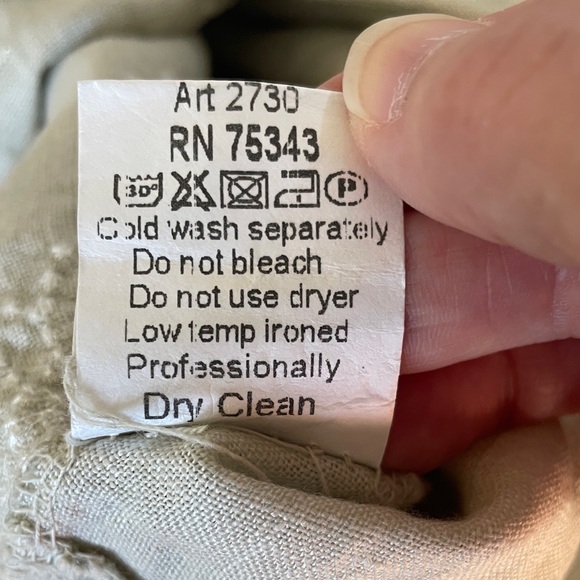 Art 2730
RN 75343
30° P
Cold wash separately
Do not bleach
Do not use dryer
Low temp ironed
Professionally
Dry Clean